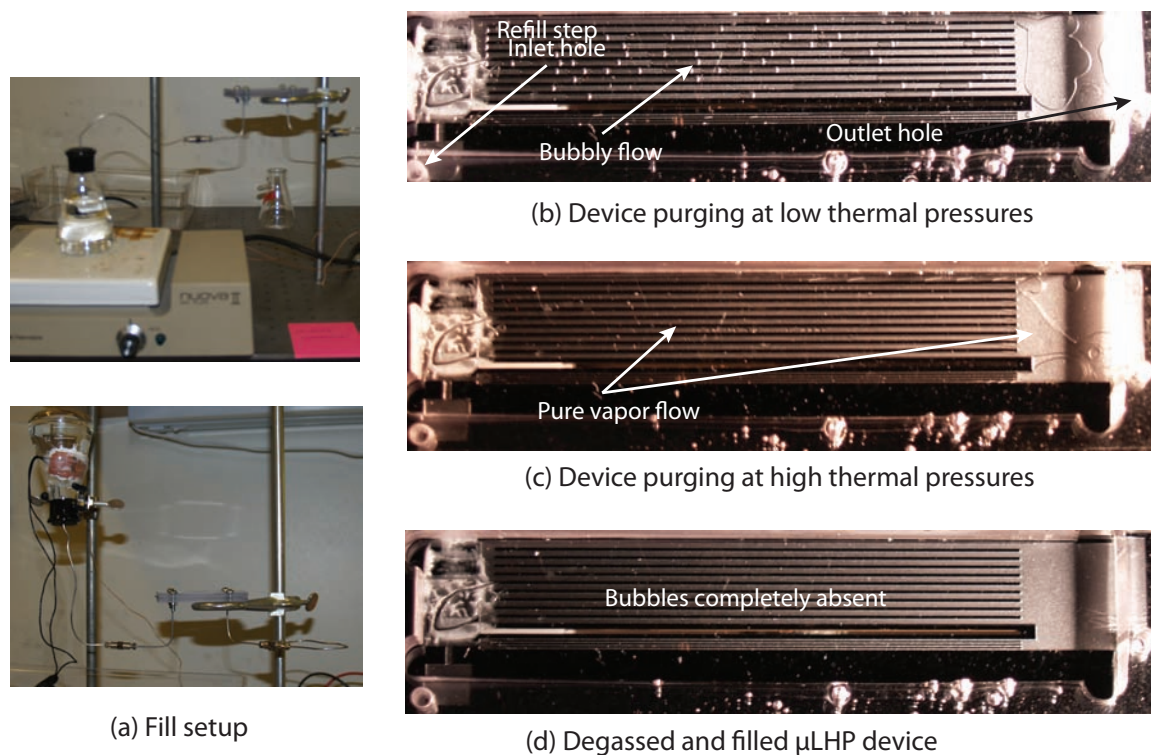 nuova II
(a) Fill setup
Refill step
Inlet hole
Bubbly flow
Outlet hole
(b) Device purging at low thermal pressures
Pure vapor flow
(c) Device purging at high thermal pressures
Bubbles completely absent
(d) Degassed and filled µLHP device